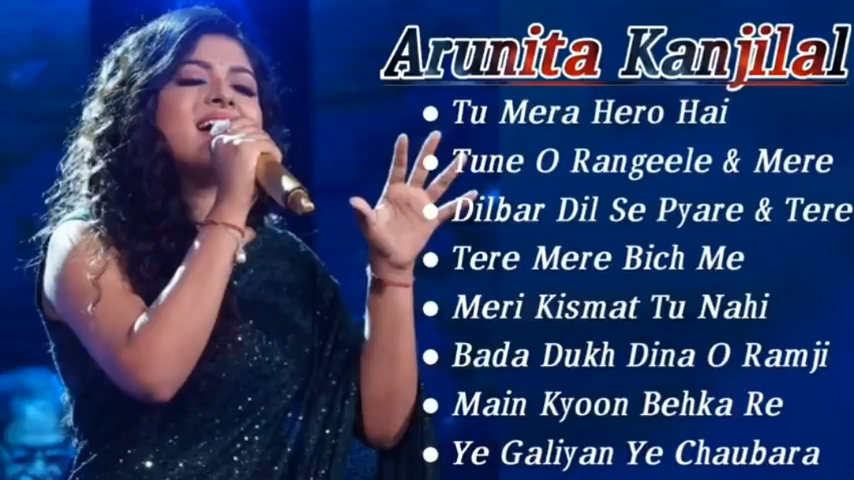 Arunita Kanjilal
• Tu Mera Hero Hai
• Tune O Rangeele & Mere
• Dilbar Dil Se Pyare & Tere
• Tere Mere Bich Me
• Meri Kismat Tu Nahi
• Bada Dukh Dina O Ramji
• Main Kyoon Behka Re
• Ye Galiyan Ye Chaubara